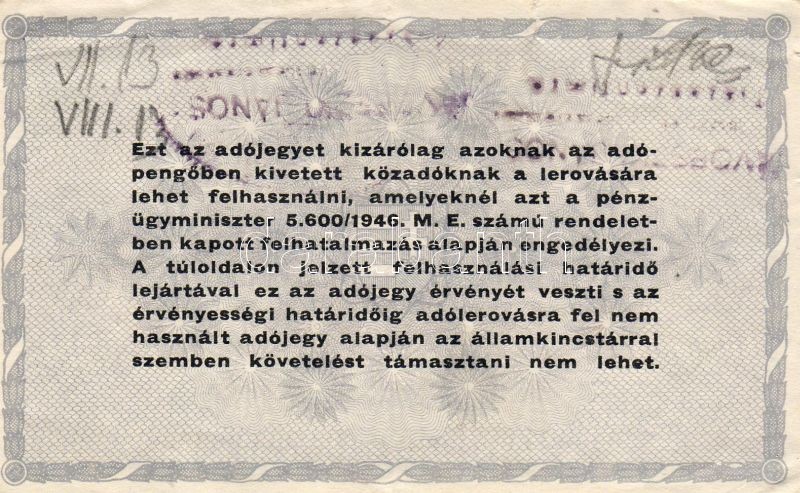 VII. 13
VIII. 13
JÁNOS
Ezt az adójegyet kizárólag azoknak az adó-
pengőben kivetett közadóknak a lerovására
lehet felhasználni, amelyeknél azt a pénz-
ügyminiszter 5.600/1946. M. E. számú rendelet-
ben kapott felhatalmazás alapján engedélyezi.
A túloldalon jelzett felhasználási határidő
lejártával ez az adójegy érvényét veszti s az
érvényességi határidőig adólerovásra fel nem
használt adójegy alapján az államkincstárral
szemben követelést támasztani nem lehet.